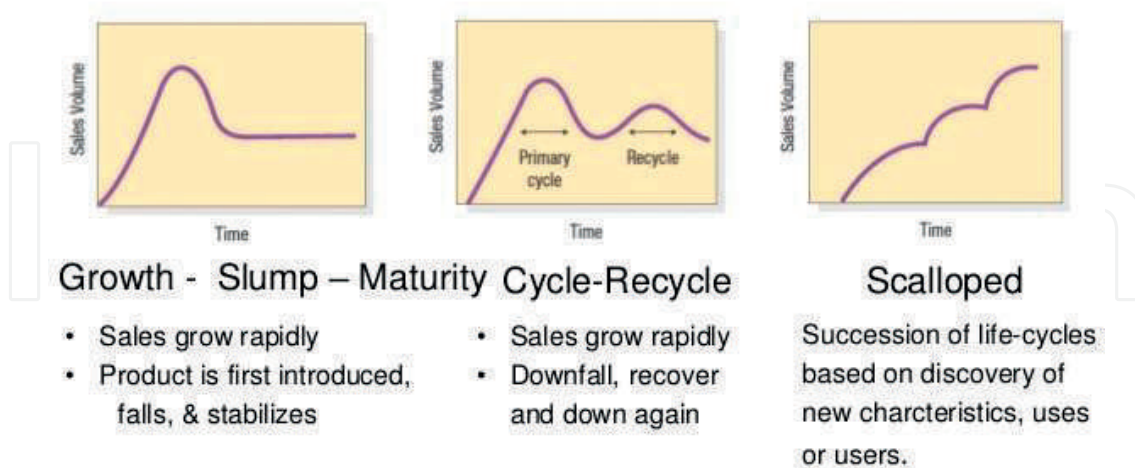 Sales Volume
Primary
cycle
Recycle
Time
Sales Volume
Time
Sales Volume
Time
Growth - Slump – Maturity
• Sales grow rapidly
• Product is first introduced,
falls, & stabilizes
Cycle-Recycle
• Sales grow rapidly
• Downfall, recover
and down again
Scalloped
Succession of life-cycles
based on discovery of
new charcteristics, uses
or users.